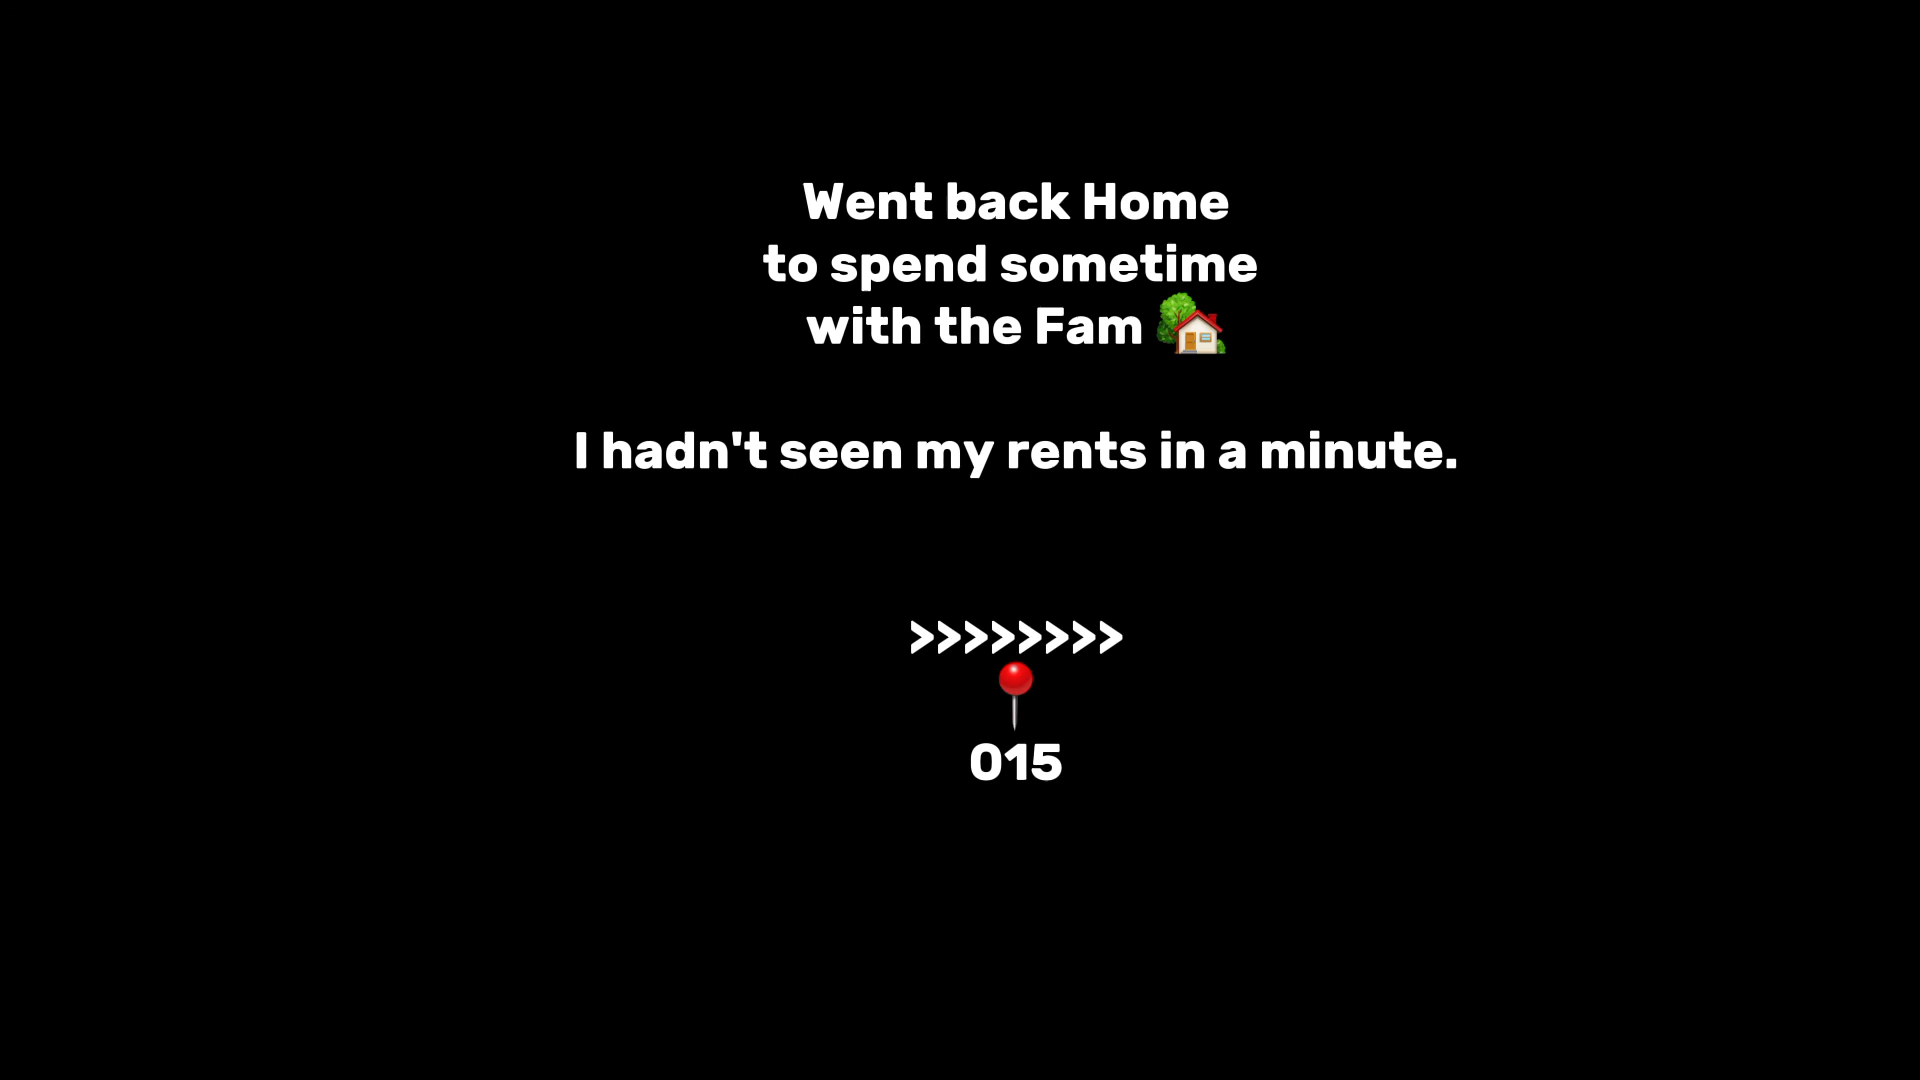 Went back Home
to spend sometime
with the Fam 🏡
I hadn't seen my rents in a minute.
>>>>>>>>
📍
015